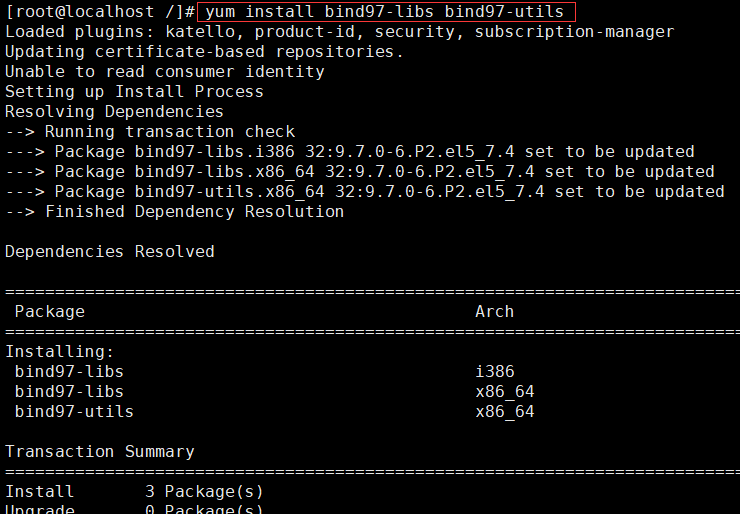 [root@localhost /]# yum install bind97-libs bind97-utils
Loaded plugins: katello, product-id, security, subscription-manager
Updating certificate-based repositories.
Unable to read consumer identity
Setting up Install Process
Resolving Dependencies
--> Running transaction check
---> Package bind97-libs.i386 32:9.7.0-6.P2.el5_7.4 set to be updated
---> Package bind97-libs.x86_64 32:9.7.0-6.P2.el5_7.4 set to be updated
---> Package bind97-utils.x86_64 32:9.7.0-6.P2.el5_7.4 set to be updated
--> Finished Dependency Resolution
Dependencies Resolved
================================================================================
Package Arch
================================================================================
Installing:
bind97-libs i386
bind97-libs x86_64
bind97-utils x86_64
Transaction Summary
================================================================================
Install 3 Package(s)
Upgrade 0 Package(s)